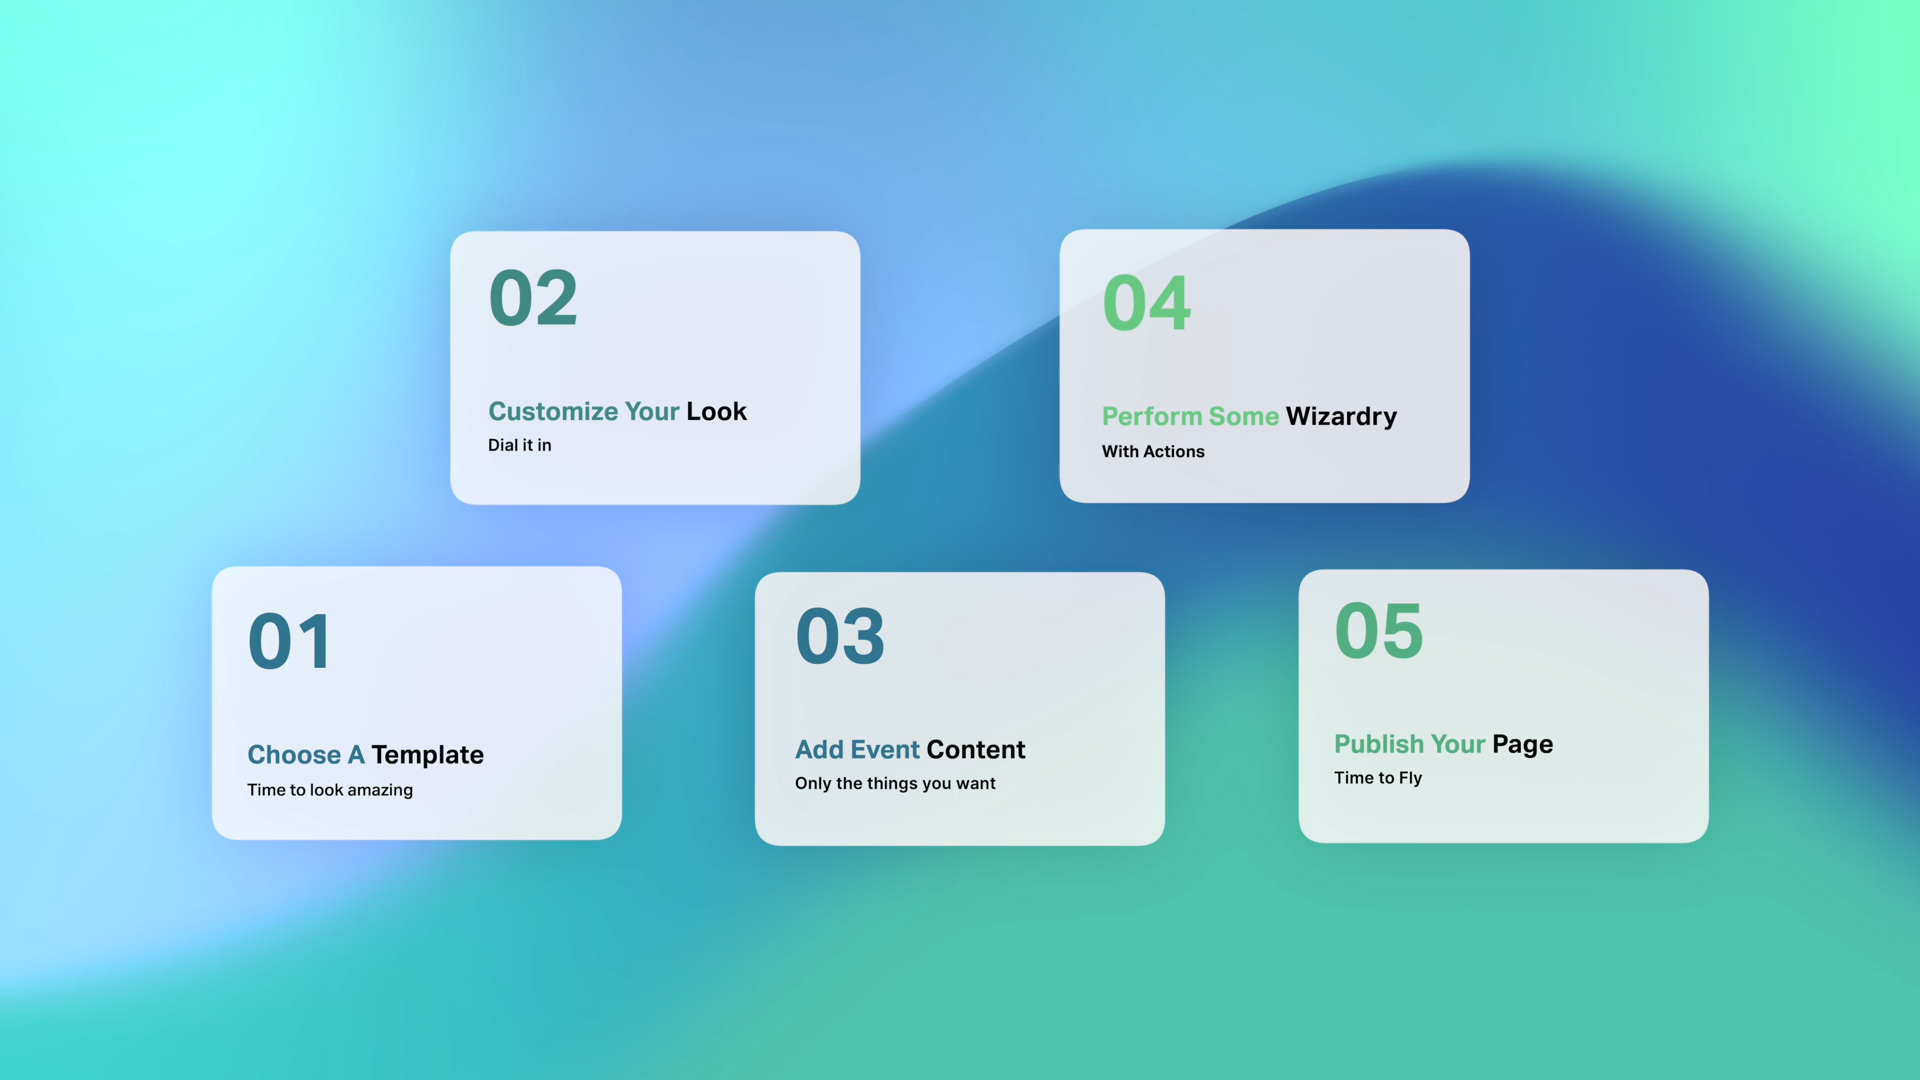 01
Choose A Template
Time to look amazing
02
Customize Your Look
Dial it in
03
Add Event Content
Only the things you want
04
Perform Some Wizardry
With Actions
05
Publish Your Page
Time to Fly